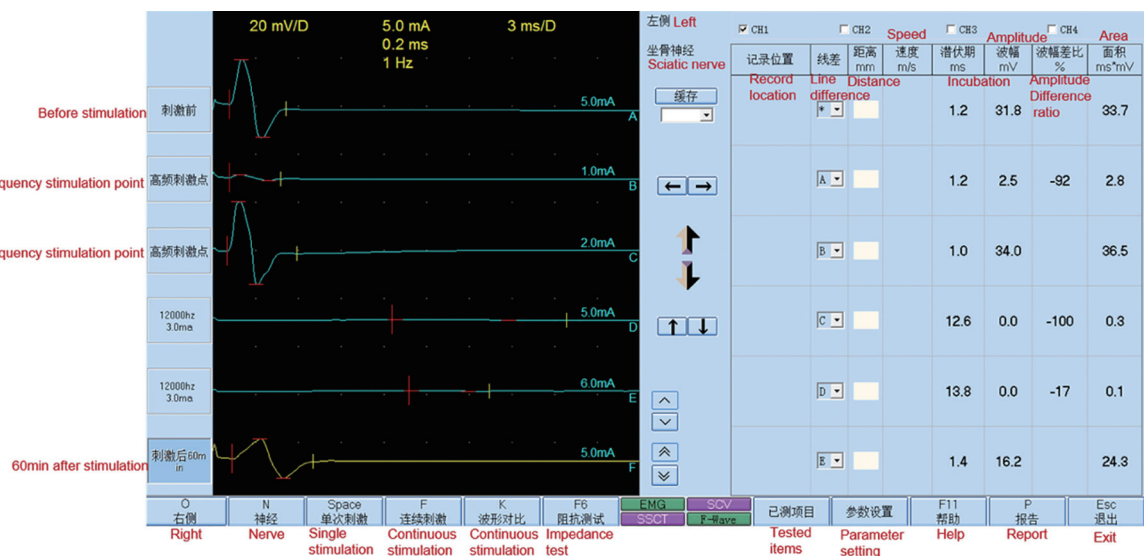 20 mV/D 5.0 mA 3 ms/D
0.2 ms
1 Hz
左侧 Left
坐骨神经
Sciatic nerve
缓存
CH1 CH2 CH3 CH4
Speed Amplitude Area
记录位置 线差 距离 mm 速度 m/s 潜伏期 ms 波幅 mV 波幅差比 % 面积 ms*mV
Record location Line difference Distance Incubation Amplitude Difference ratio
Before stimulation 刺激前 5.0mA A
* 1.2 31.8 33.7
quency stimulation point 高频刺激点 1.0mA B
A 1.2 2.5 -92 2.8
quency stimulation point 高频刺激点 2.0mA C
B 1.0 34.0 36.5
12000hz
3.0ma
5.0mA D
C 12.6 0.0 -100 0.3
12000hz
3.0ma
6.0mA E
D 13.8 0.0 -17 0.1
60min after stimulation 刺激后60m
in
5.0mA F
E 1.4 16.2 24.3
O N Space F K F6 EMG SCV 已测项目 参数设置 F11 P Esc
右侧 神经 单次刺激 连续刺激 波形对比 阻抗测试 SSCT F-Wave 帮助 报告 退出
Right Nerve Single stimulation Continuous stimulation Continuous stimulation Impedance test Tested items Parameter setting Help Report Exit